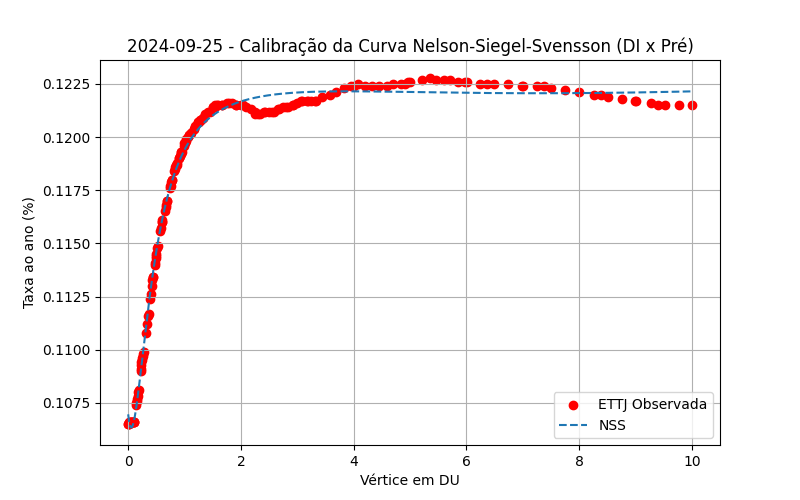 2024-09-25 - Calibração da Curva Nelson-Siegel-Svensson (DI x Pré)
Taxa ao ano (%)
0.1225
0.1200
0.1175
0.1150
0.1125
0.1100
0.1075
ETTJ Observada
NSS
0 2 4 6 8 10
Vértice em DU